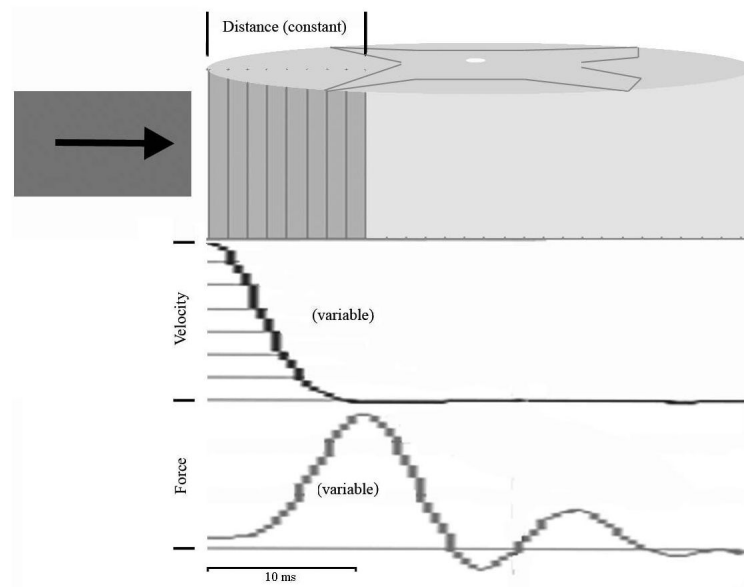 Distance (constant)
Velocity
(variable)
Force
(variable)
10 ms